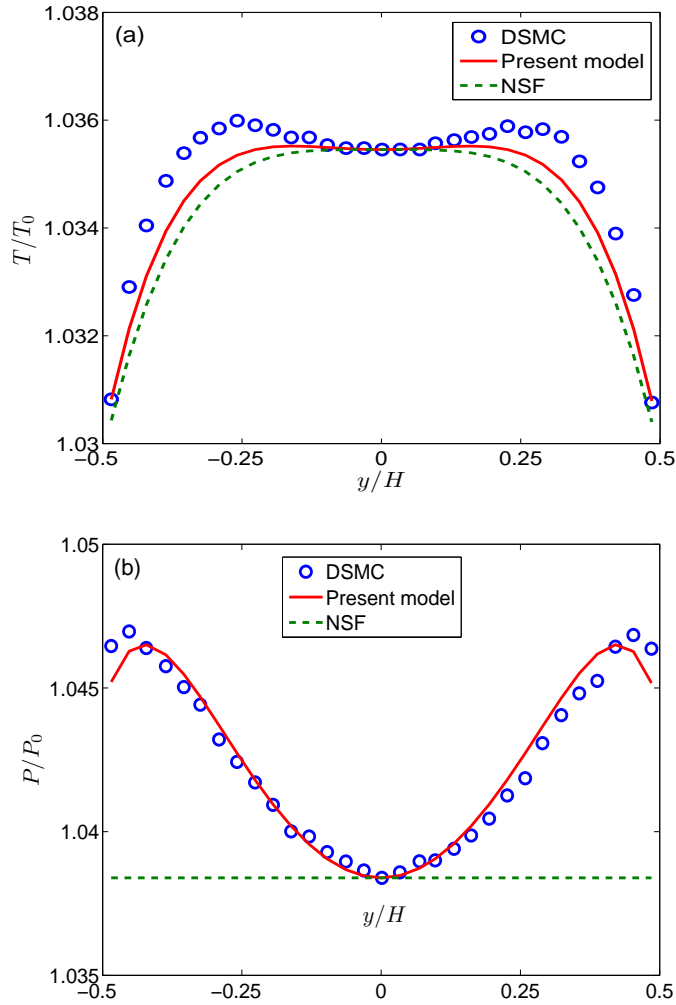 1.038
(a)
DSMC
Present model
NSF
1.036
1.034
T/T₀
1.032
1.03
−0.5 −0.25 0 0.25 0.5
y/H
1.05
(b)
DSMC
Present model
NSF
1.045
P/P₀
1.04
y/H
1.035
−0.5 −0.25 0 0.25 0.5